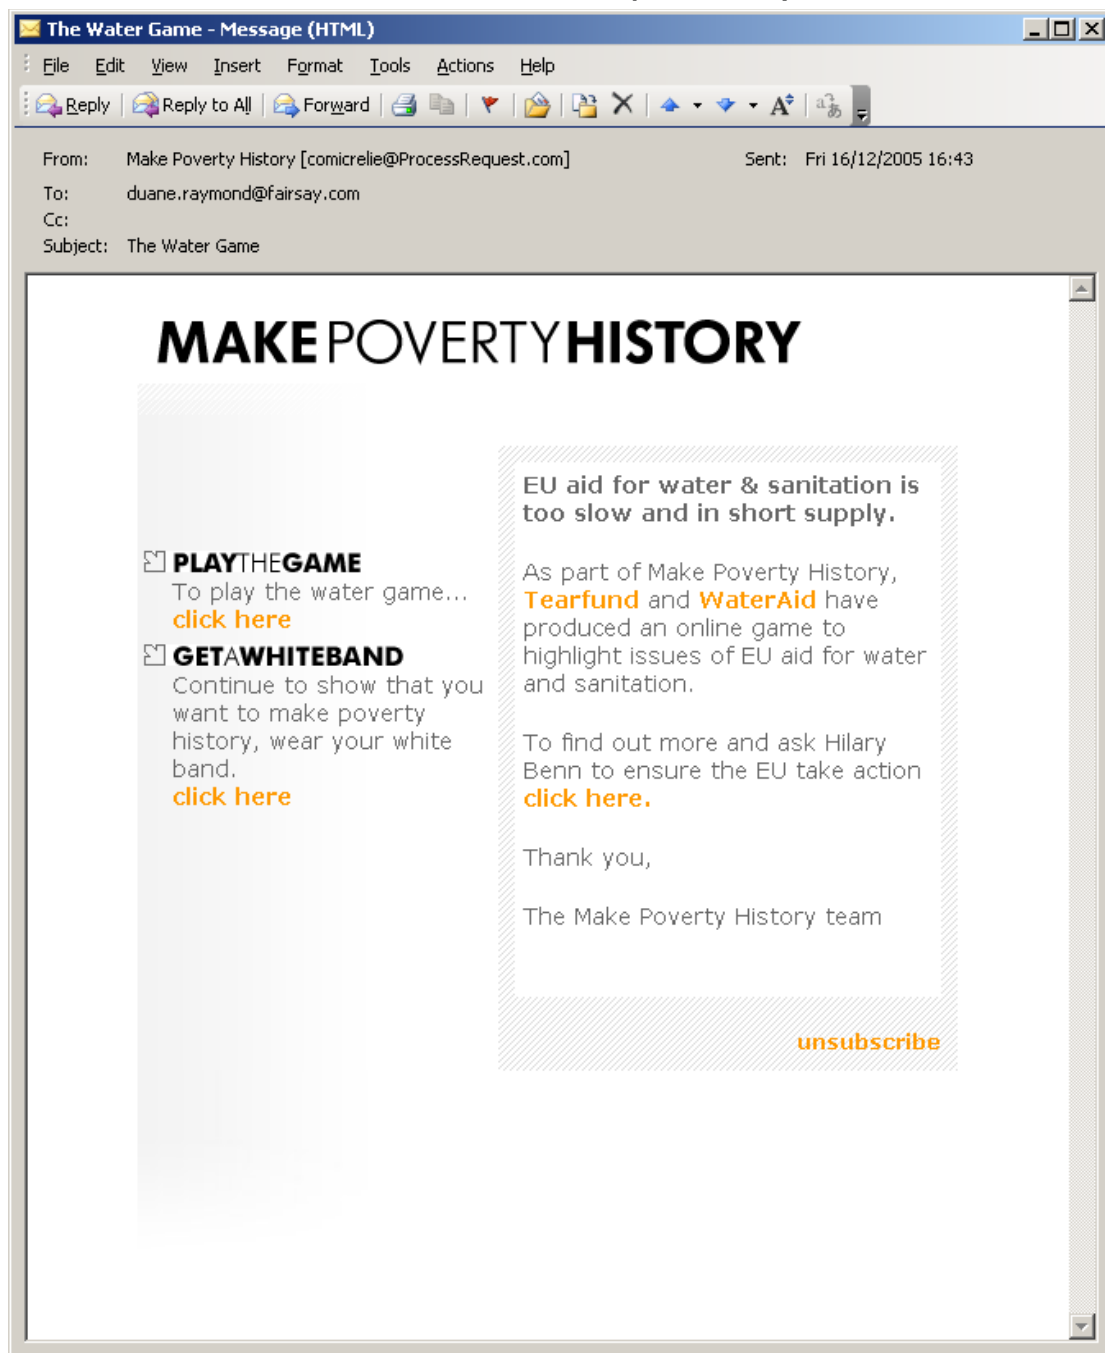 The Water Game - Message (HTML)
File Edit View Insert Format Tools Actions Help
Reply Reply to All Forward
From: Make Poverty History [comicrelie@ProcessRequest.com] Sent: Fri 16/12/2005 16:43
To: duane.raymond@fairsay.com
Cc:
Subject: The Water Game
MAKEPOVERTYHISTORY
PLAYTHEGAME
To play the water game...
click here
GETAWHITEBAND
Continue to show that you
want to make poverty
history, wear your white
band.
click here
EU aid for water & sanitation is
too slow and in short supply.
As part of Make Poverty History,
Tearfund and WaterAid have
produced an online game to
highlight issues of EU aid for water
and sanitation.
To find out more and ask Hilary
Benn to ensure the EU take action
click here.
Thank you,
The Make Poverty History team
unsubscribe